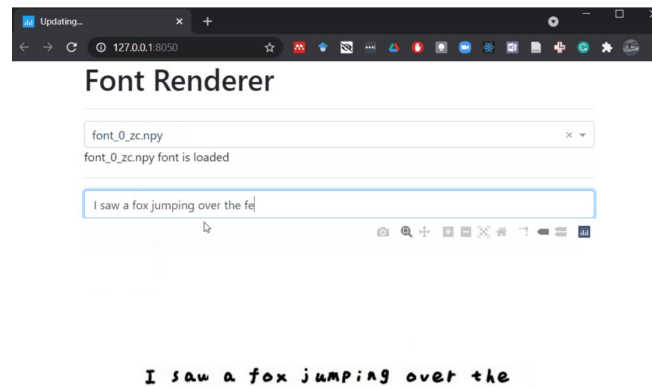 Updating...
127.0.0.1:8050
Font Renderer
font_0_zc.npy
font_0_zc.npy font is loaded
I saw a fox jumping over the fe
I saw a fox jumping over the